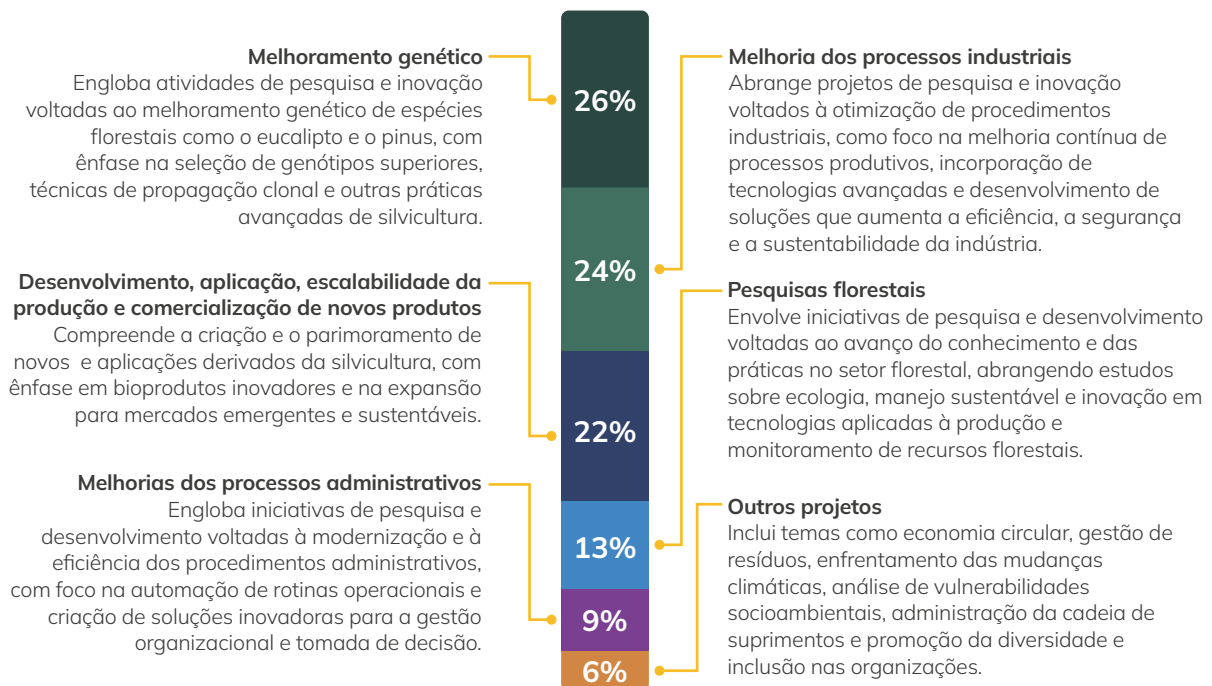 Melhoramento genético
Engloba atividades de pesquisa e inovação
voltadas ao melhoramento genético de espécies
florestais como o eucalipto e o pinus, com
ênfase na seleção de genótipos superiores,
técnicas de propagação clonal e outras práticas
avançadas de silvicultura.
26%
Melhoria dos processos industriais
Abrange projetos de pesquisa e inovação
voltados à otimização de procedimentos
industriais, como foco na melhoria contínua de
processos produtivos, incorporação de
tecnologias avançadas e desenvolvimento de
soluções que aumenta a eficiência, a segurança
e a sustentabilidade da indústria.
24%
Desenvolvimento, aplicação, escalabilidade da
produção e comercialização de novos produtos
Compreende a criação e o parimoramento de
novos  e aplicações derivados da silvicultura, com
ênfase em bioprodutos inovadores e na expansão
para mercados emergentes e sustentáveis.
22%
Pesquisas florestais
Envolve iniciativas de pesquisa e desenvolvimento
voltadas ao avanço do conhecimento e das
práticas no setor florestal, abrangendo estudos
sobre ecologia, manejo sustentável e inovação em
tecnologias aplicadas à produção e
monitoramento de recursos florestais.
13%
Melhorias dos processos administrativos
Engloba iniciativas de pesquisa e
desenvolvimento voltadas à modernização e à
eficiência dos procedimentos administrativos,
com foco na automação de rotinas operacionais e
criação de soluções inovadoras para a gestão
organizacional e tomada de decisão.
9%
Outros projetos
Inclui temas como economia circular, gestão de
resíduos, enfrentamento das mudanças
climáticas, análise de vulnerabilidades
socioambientais, administração da cadeia de
suprimentos e promoção da diversidade e
inclusão nas organizações.
6%